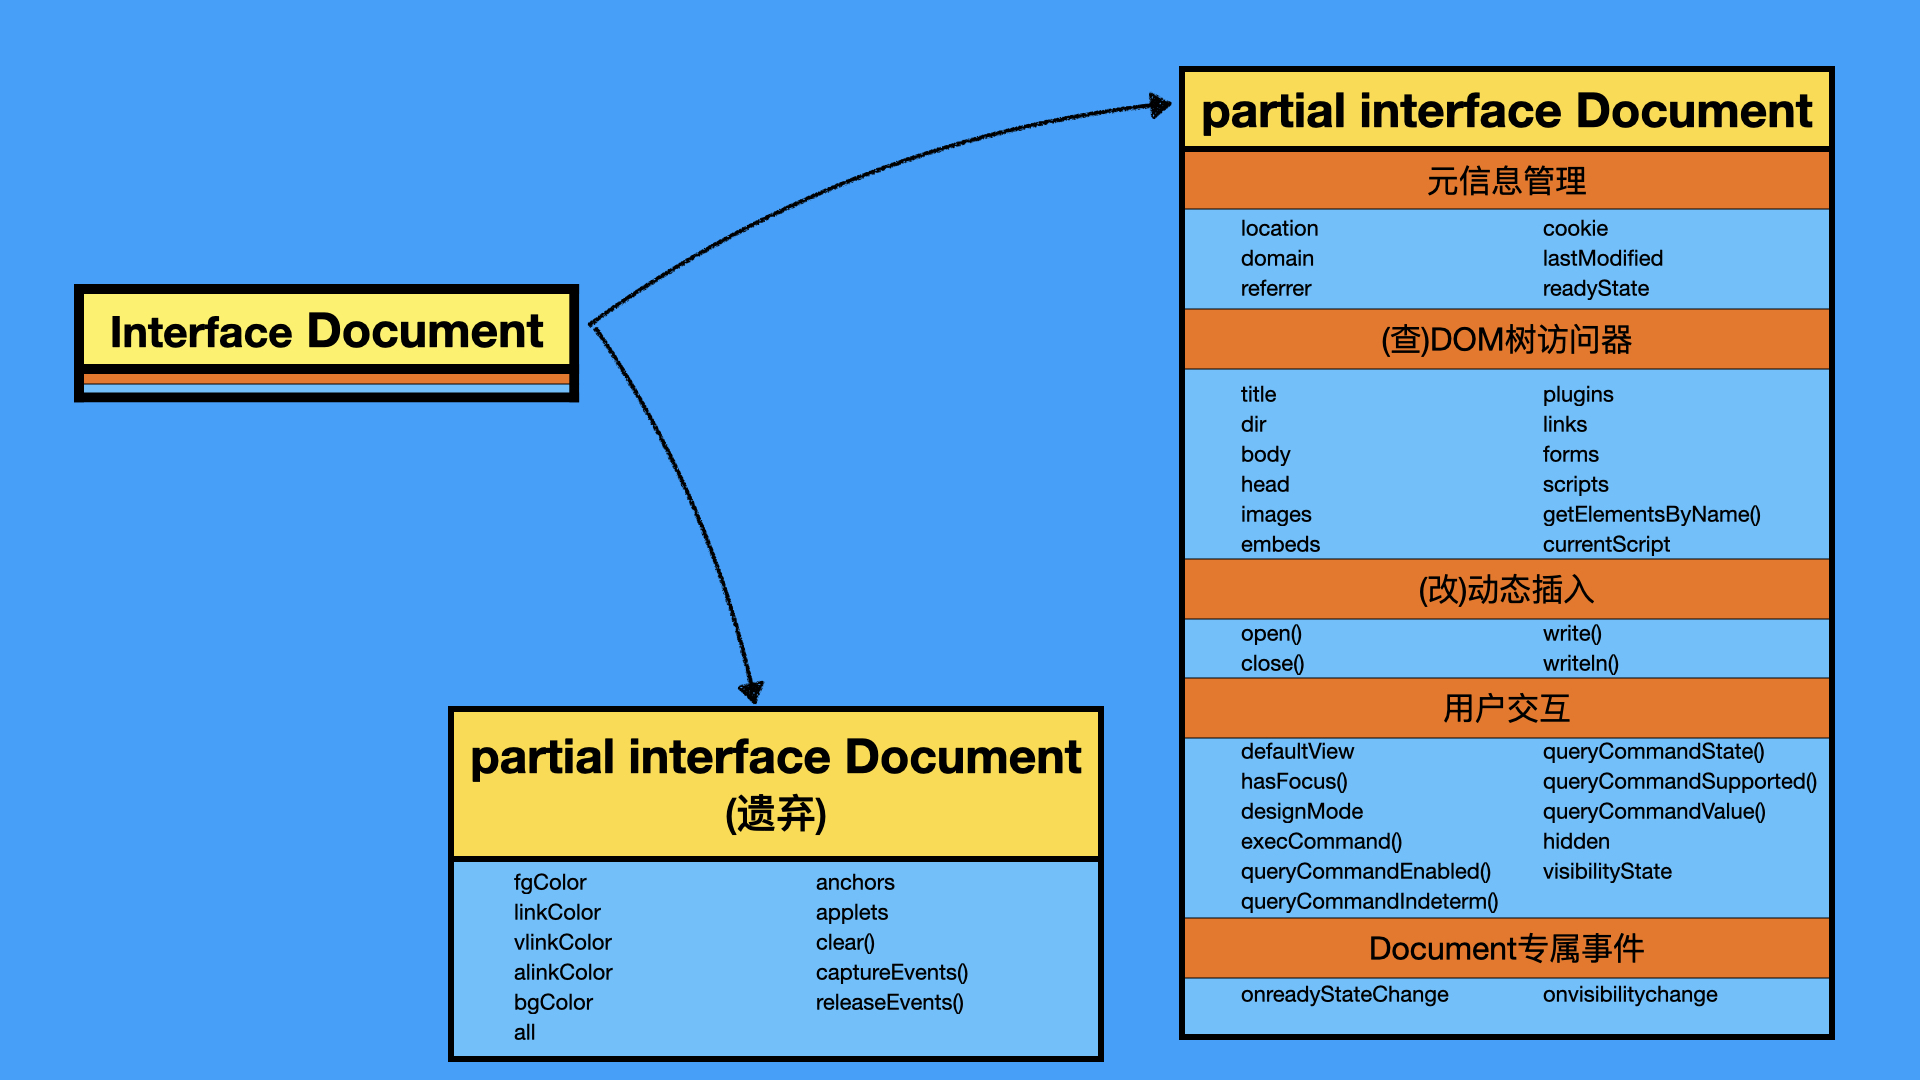 Interface Document
partial interface Document
元信息管理
location cookie
domain lastModified
referrer readyState
(查)DOM树访问器
title plugins
dir links
body forms
head scripts
images getElementsByName()
embeds currentScript
(改)动态插入
open() write()
close() writeln()
用户交互
defaultView queryCommandState()
hasFocus() queryCommandSupported()
designMode queryCommandValue()
execCommand() hidden
queryCommandEnabled() visibilityState
queryCommandIndeterm()
Document专属事件
onreadyStateChange onvisibilitychange
partial interface Document
(遗弃)
fgColor anchors
linkColor applets
vlinkColor clear()
alinkColor captureEvents()
bgColor releaseEvents()
all